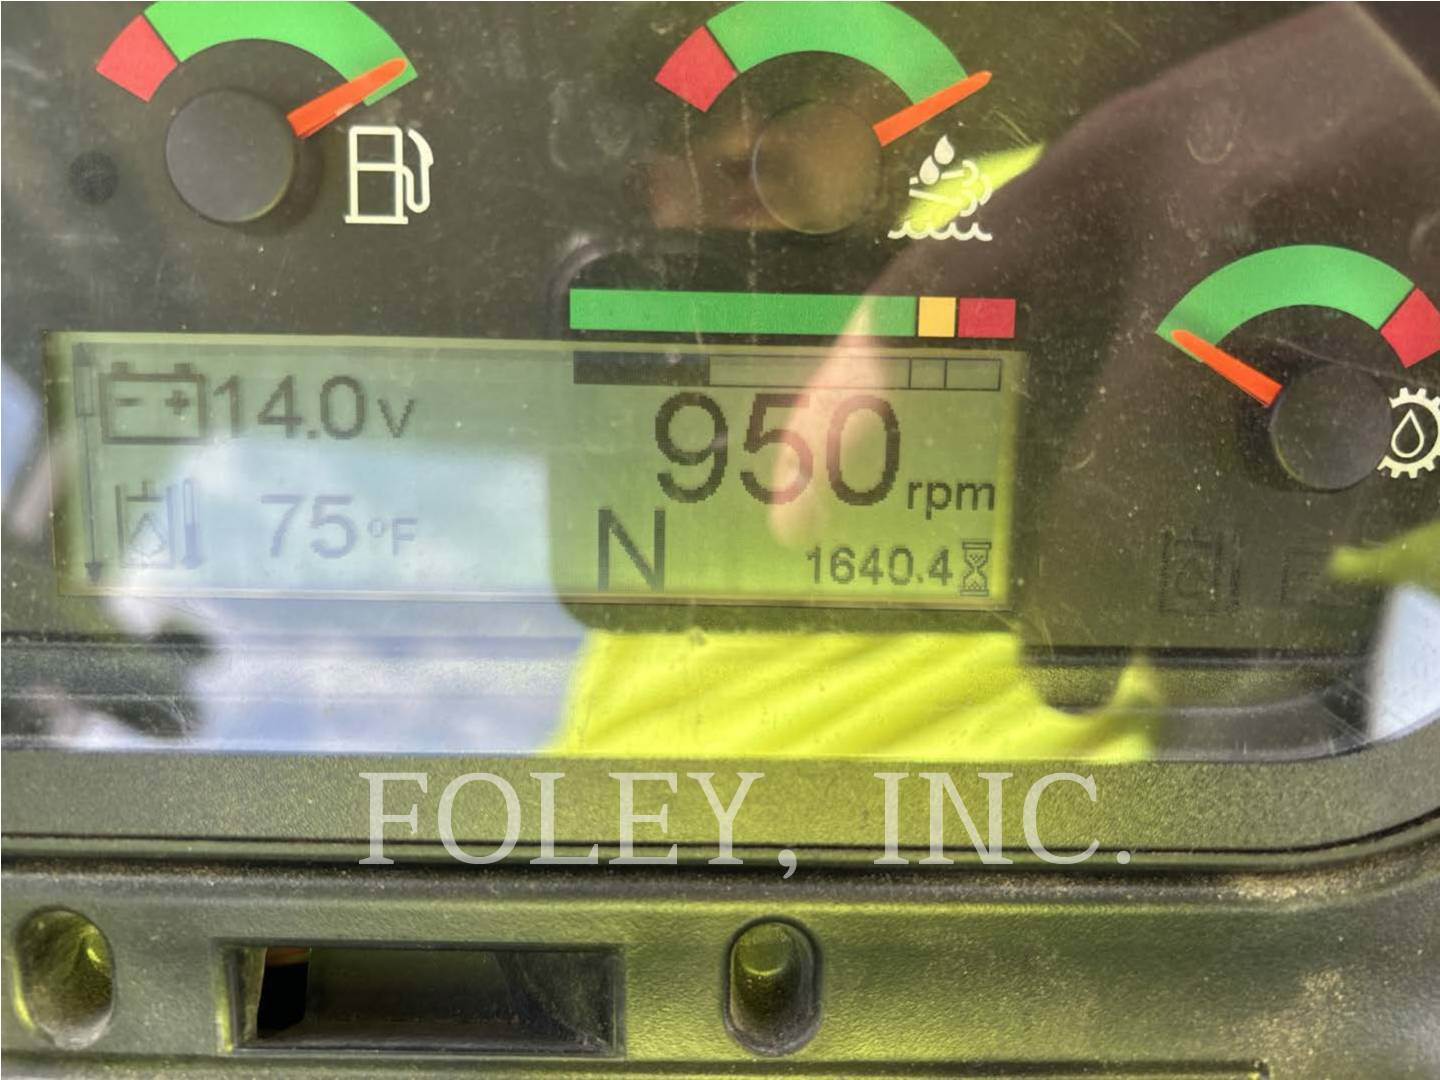 14.0V
950 rpm
75°F
N
1640.4
FOLEY, INC.